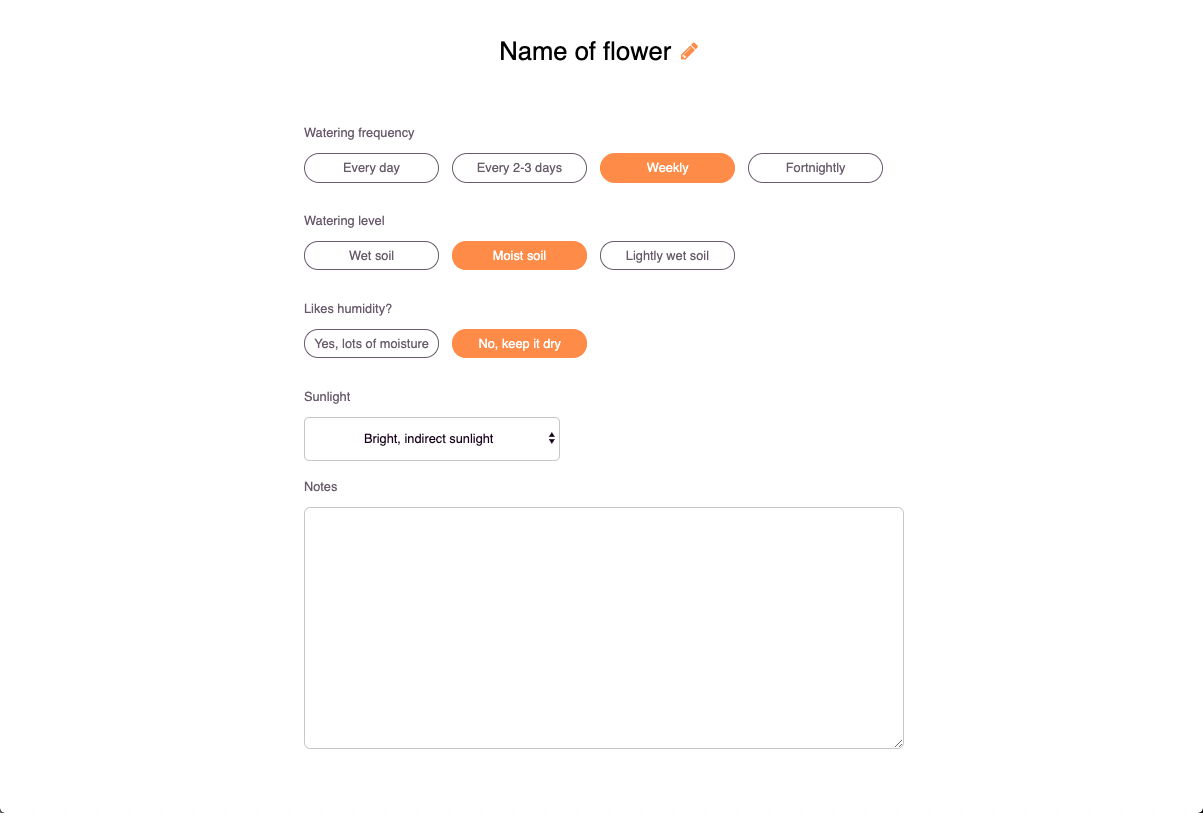 Name of flower
Watering frequency
Every day Every 2-3 days Weekly Fortnightly
Watering level
Wet soil Moist soil Lightly wet soil
Likes humidity?
Yes, lots of moisture No, keep it dry
Sunlight
Bright, indirect sunlight
Notes